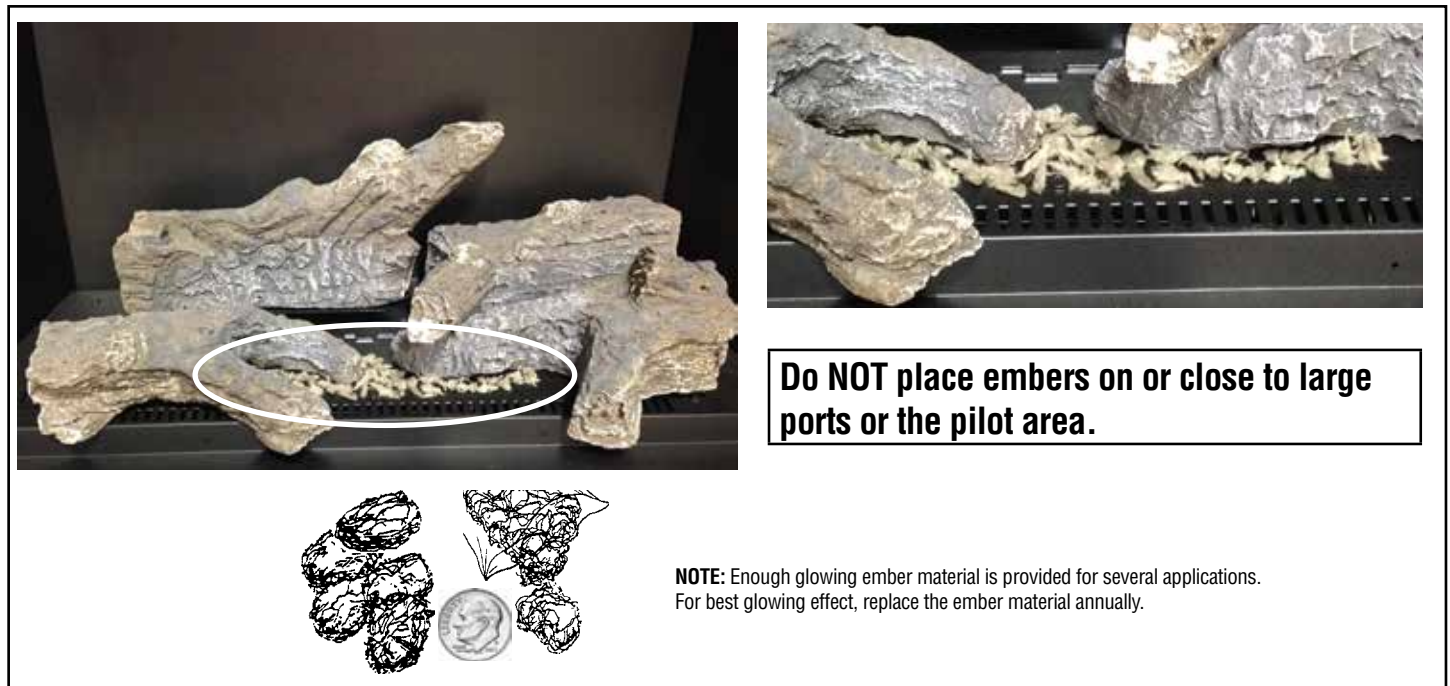 Do NOT place embers on or close to large
ports or the pilot area.
NOTE: Enough glowing ember material is provided for several applications.
For best glowing effect, replace the ember material annually.